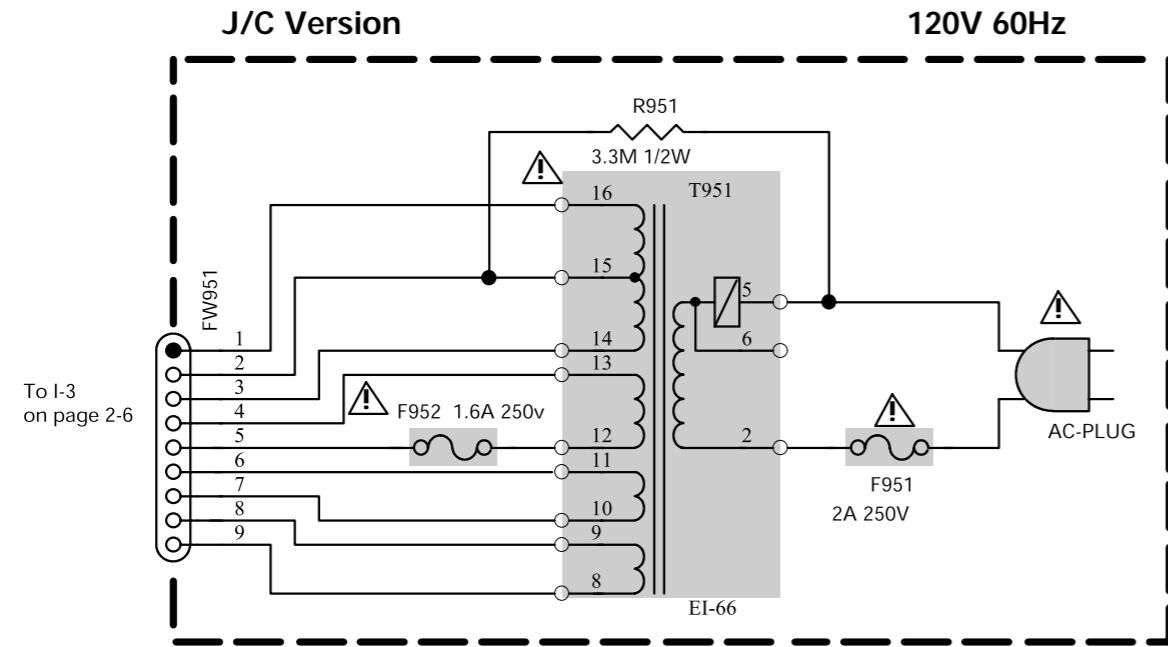 J/C Version
120V 60Hz
R951
3.3M 1/2W
T951
16
15
14
13
12
11
10
9
8
5
6
2
EI-66
FW951
1
2
3
4
5
6
7
8
9
To I-3
on page 2-6
F952 1.6A 250v
F951
2A 250V
AC-PLUG
!
!
!
!